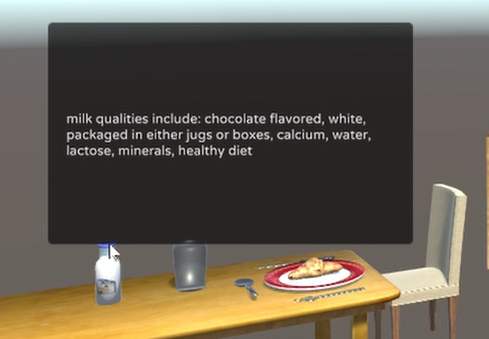 milk qualities include: chocolate flavored, white,
packaged in either jugs or boxes, calcium, water,
lactose, minerals, healthy diet